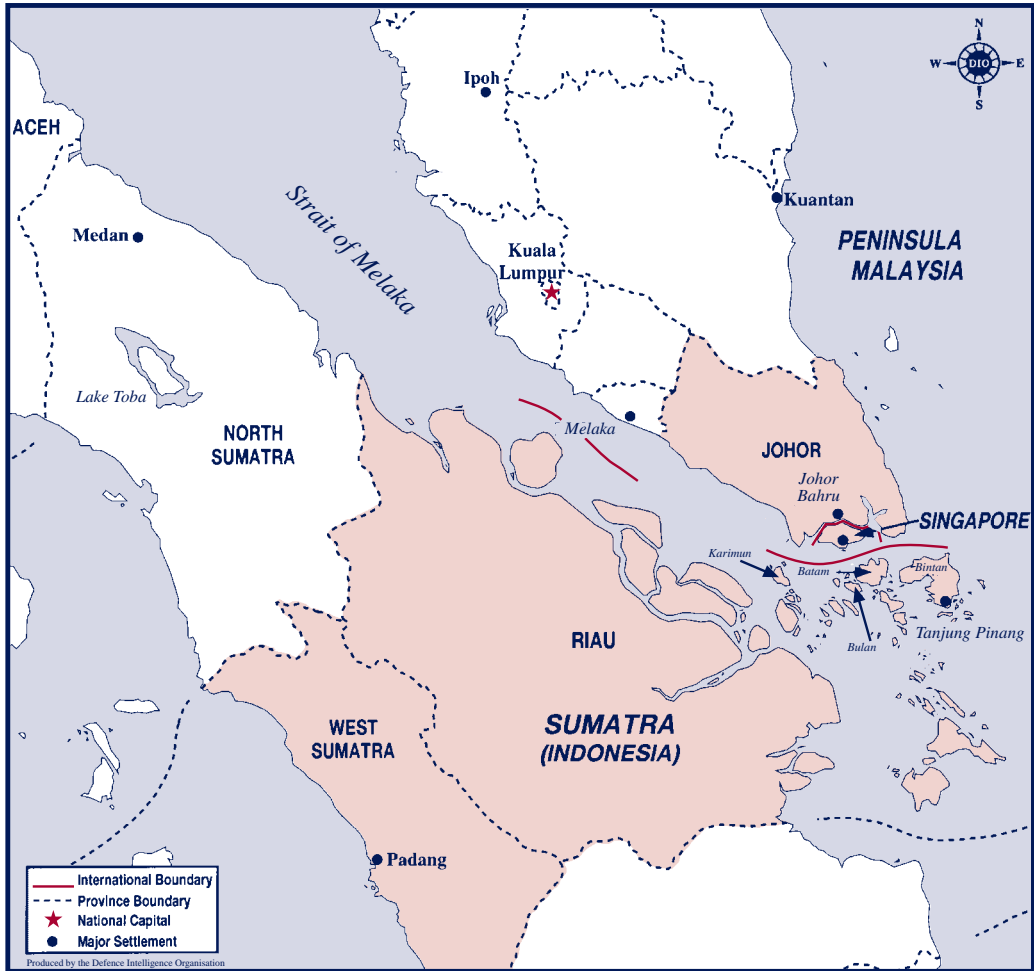 N
W
DIO
E
S
Ipoh
ACEH
Kuantan
Strait of Melaka
Medan
PENINSULA
MALAYSIA
Kuala
Lumpur
Lake Toba
Melaka
NORTH
SUMATRA
JOHOR
Johor
Bahru
SINGAPORE
Karimun
Batam
Bintan
Tanjung Pinang
Bulan
RIAU
SUMATRA
(INDONESIA)
WEST
SUMATRA
Padang
International Boundary
Province Boundary
National Capital
Major Settlement
Produced by the Defence Intelligence Organisation